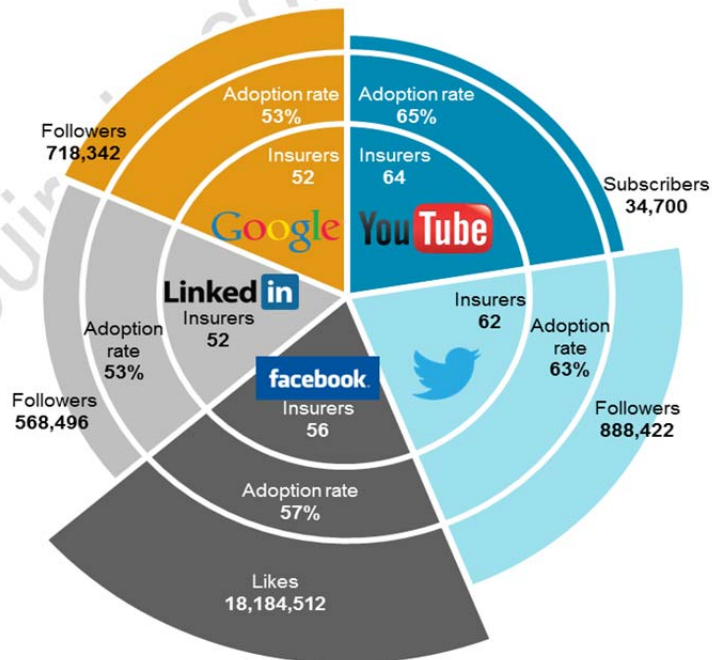 Adoption rate
53%
Insurers
52
Google
Followers
718,342
Adoption rate
65%
Insurers
64
YouTube
Subscribers
34,700
Insurers
62
Adoption
rate
63%
Followers
888,422
facebook.
Insurers
56
Adoption rate
57%
Likes
18,184,512
Linked in
Insurers
52
Adoption
rate
53%
Followers
568,496